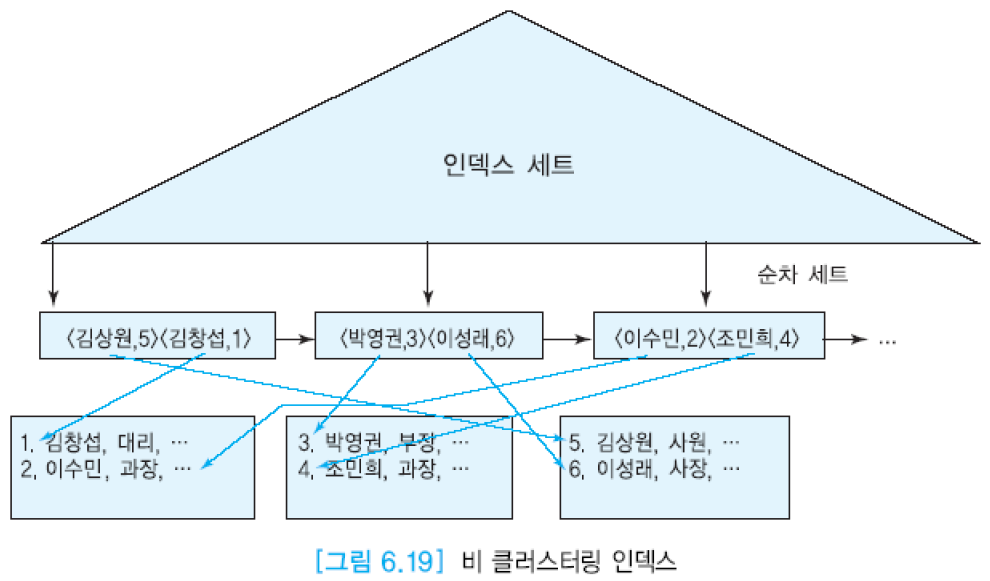 인덱스 세트
순차 세트
〈김상원,5〉〈김창섭,1〉
〈박영권,3〉〈이성래,6〉
〈이수민,2〉〈조민희,4〉
…
1. 김창섭, 대리, …
2. 이수민, 과장, …
3. 박영권, 부장, …
4. 조민희, 과장, …
5. 김상원, 사원, …
6. 이성래, 사장, …
[그림 6.19] 비 클러스터링 인덱스